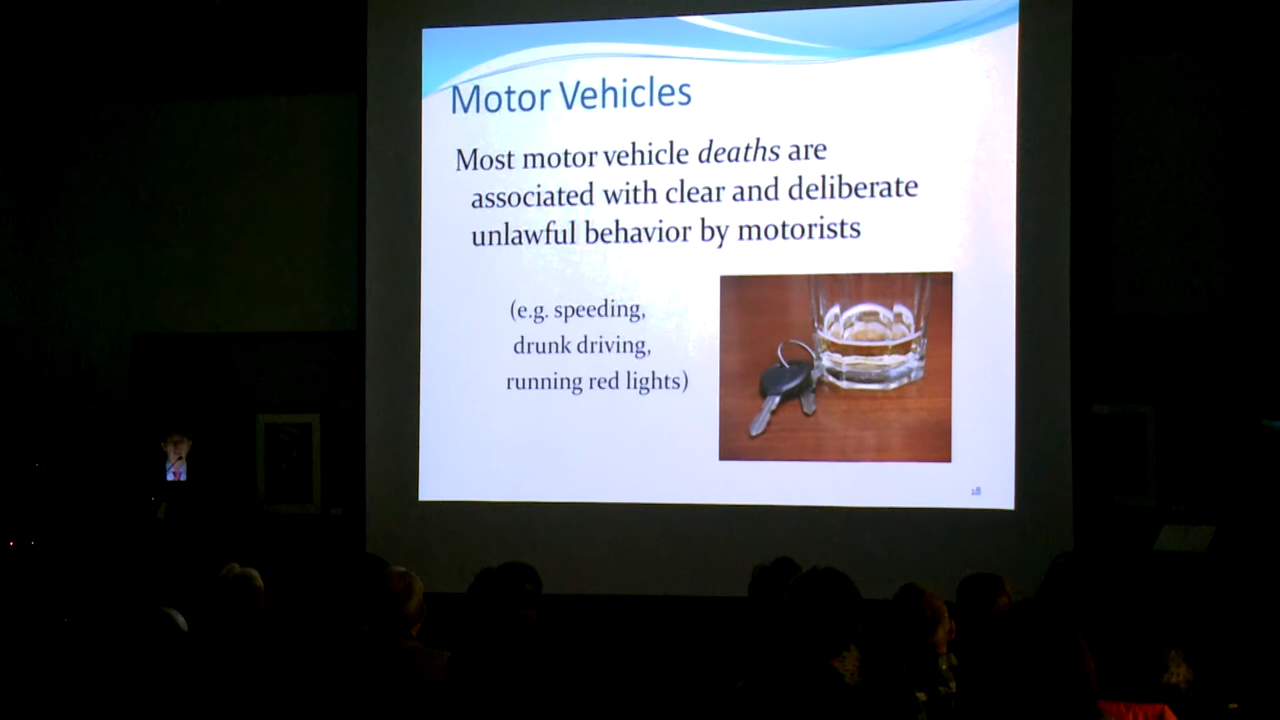 Motor Vehicles
Most motor vehicle deaths are
associated with clear and deliberate
unlawful behavior by motorists
(e.g. speeding,
drunk driving,
running red lights)